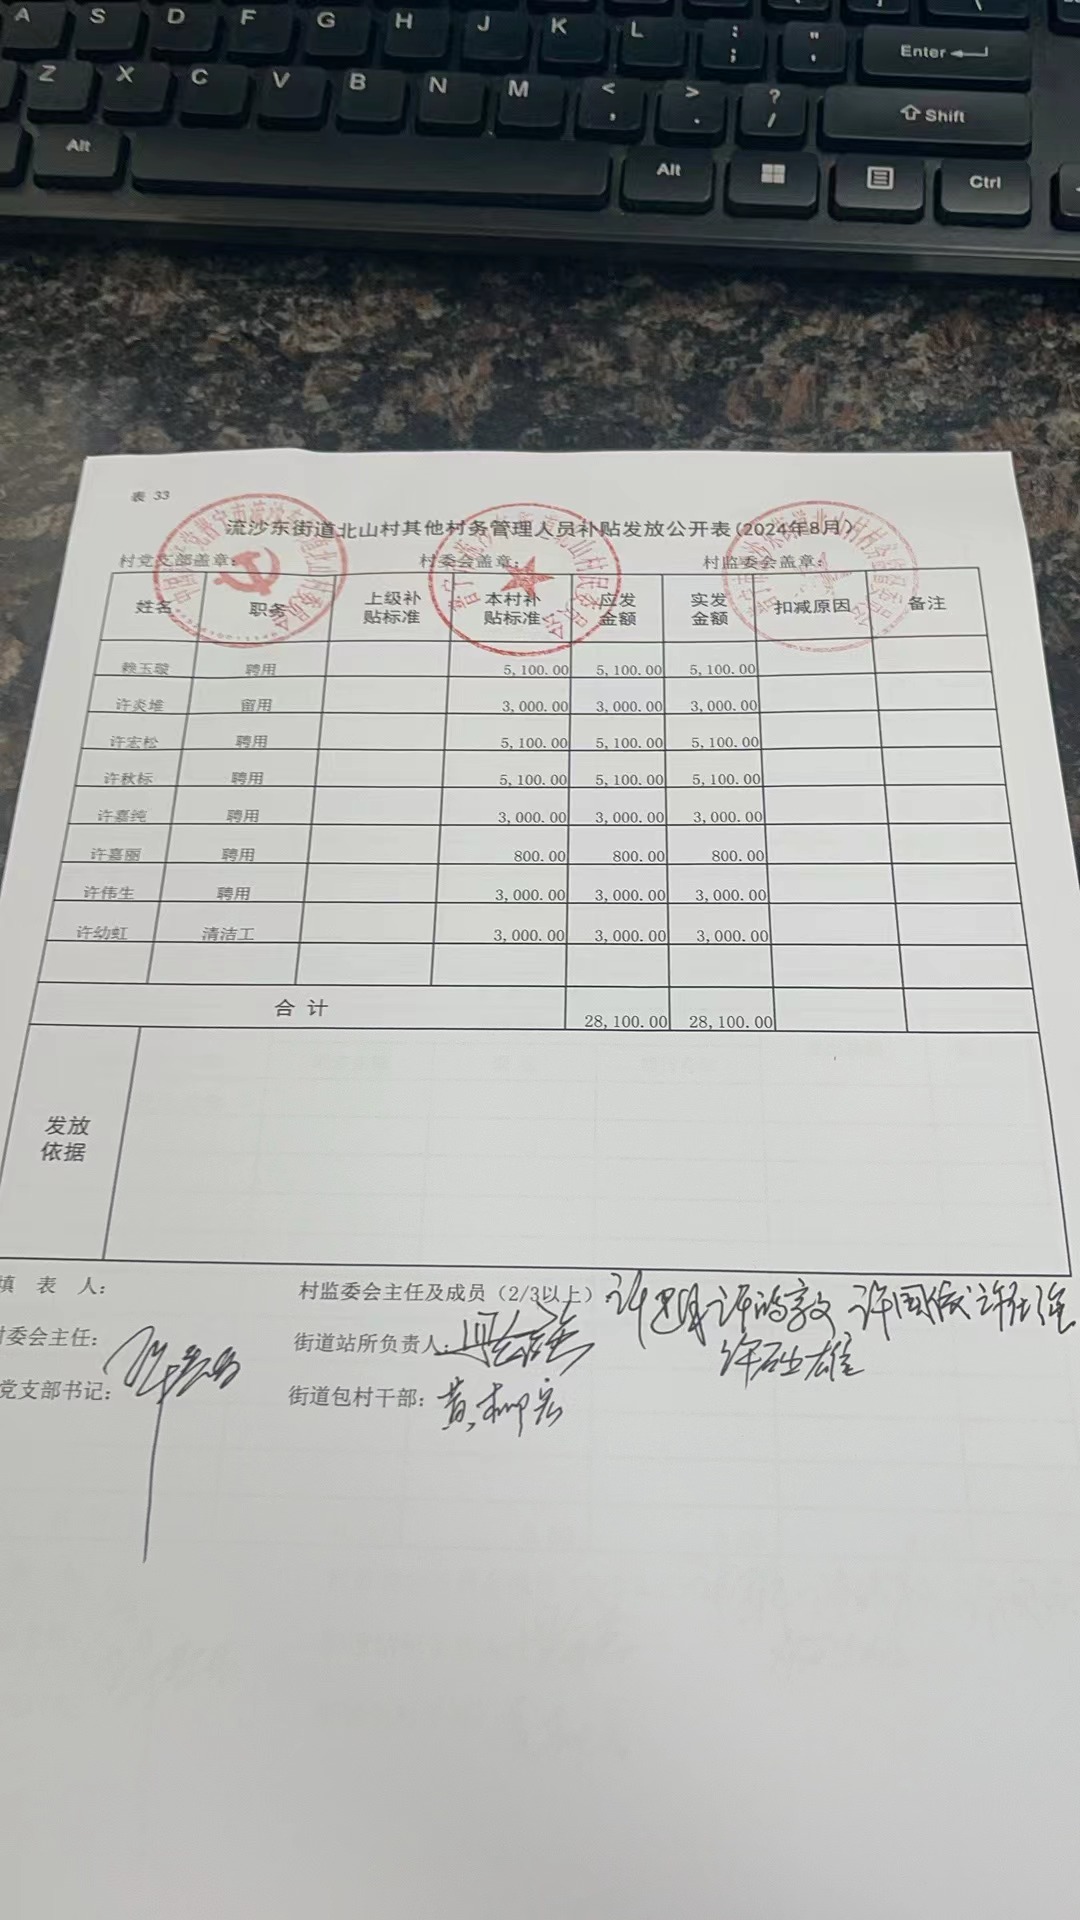 A S D F G H J K L : ; " ' Enter
Z X C V B N M < , > . ? / Shift
Alt Alt Ctrl
表 33
流沙东街道北山村其他村务管理人员补贴发放公开表(2024年8月)
村党支部盖章: 村委会盖章: 村监委会盖章:
姓名 职务 上级补贴标准 本村补贴标准 应发金额 实发金额 扣减原因 备注
赖玉璇 聘用 5,100.00 5,100.00 5,100.00
许炎堆 留用 3,000.00 3,000.00 3,000.00
许宏松 聘用 5,100.00 5,100.00 5,100.00
许秋标 聘用 5,100.00 5,100.00 5,100.00
许嘉纯 聘用 3,000.00 3,000.00 3,000.00
许嘉丽 聘用 800.00 800.00 800.00
许伟生 聘用 3,000.00 3,000.00 3,000.00
许幼虹 清洁工 3,000.00 3,000.00 3,000.00
合 计 28,100.00 28,100.00
发放
依据
填 表 人: 村监委会主任及成员(2/3以上)
村委会主任: 街道站所负责人:
党支部书记: 街道包村干部: